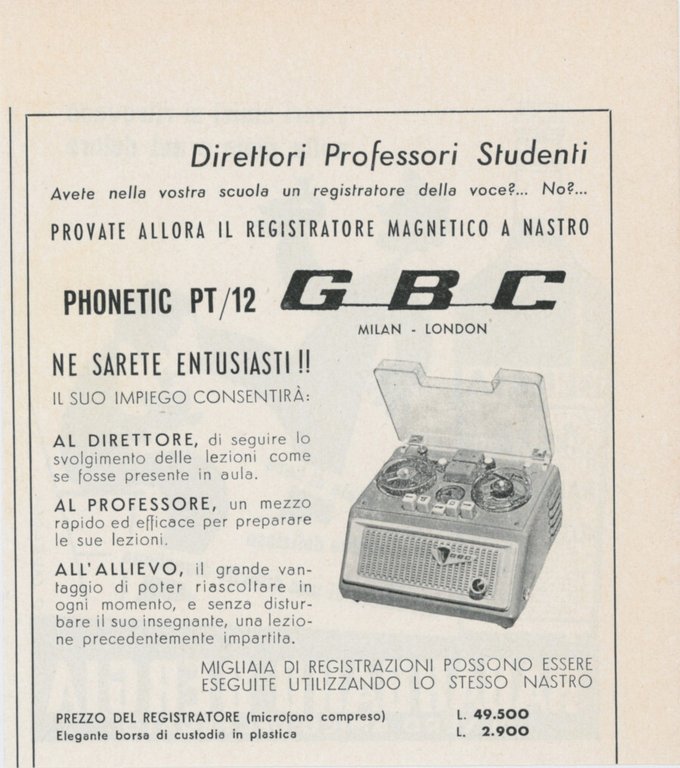 Direttori Professori Studenti
Avete nella vostra scuola un registratore della voce?... No?...
PROVATE ALLORA IL REGISTRATORE MAGNETICO A NASTRO
PHONETIC PT/12 GBC
MILAN - LONDON
NE SARETE ENTUSIASTI!!
IL SUO IMPIEGO CONSENTIRÀ:
AL DIRETTORE, di seguire lo
svolgimento delle lezioni come
se fosse presente in aula.
AL PROFESSORE, un mezzo
rapido ed efficace per preparare
le sue lezioni.
ALL'ALLIEVO, il grande van-
taggio di poter riascoltare in
ogni momento, e senza distur-
bare il suo insegnante, una lezio-
ne precedentemente impartita.
GBC
MIGLIAIA DI REGISTRAZIONI POSSONO ESSERE
ESEGUITE UTILIZZANDO LO STESSO NASTRO
PREZZO DEL REGISTRATORE (microfono compreso) L. 49.500
Elegante borsa di custodia in plastica L. 2.900